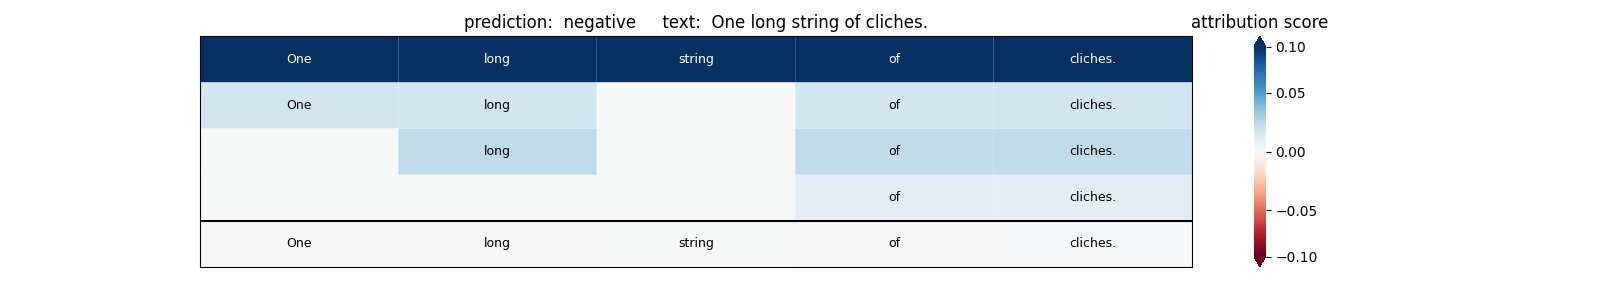 prediction:  negative     text:  One long string of cliches.
attribution score
One long string of cliches.
One long of cliches.
long of cliches.
of cliches.
One long string of cliches.
0.10
0.05
0.00
−0.05
−0.10